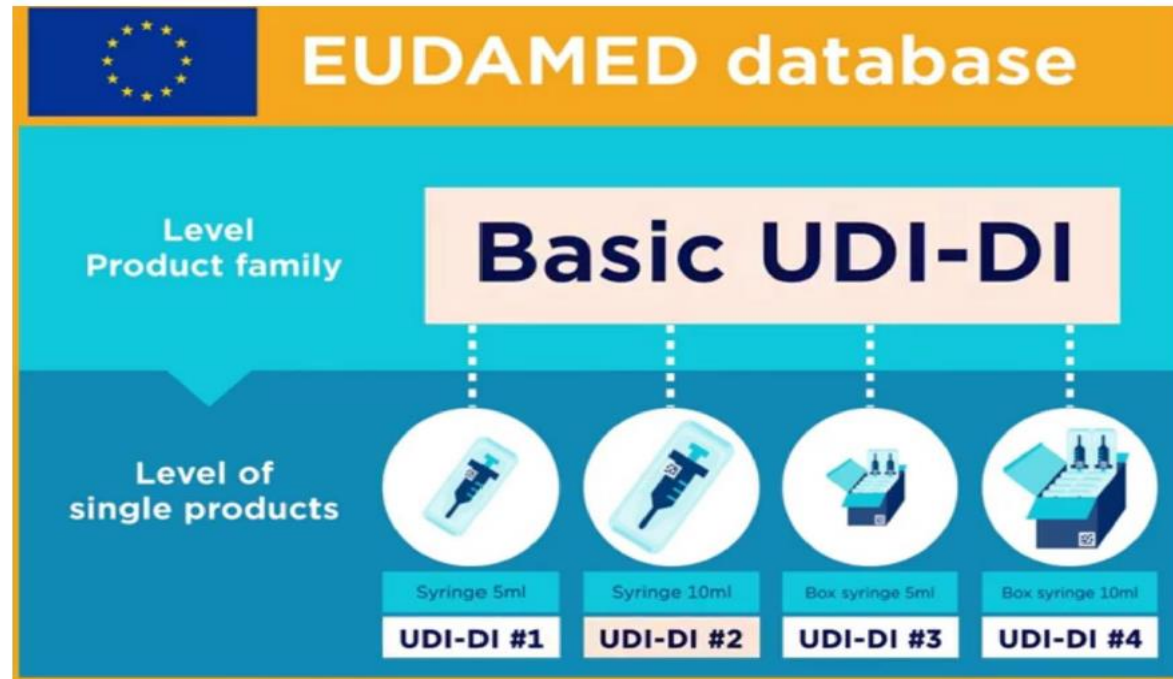 EUDAMED database
Level
Product family
Basic UDI-DI
Level of
single products
Syringe 5ml
Syringe 10ml
Box syringe 5ml
Box syringe 10ml
UDI-DI #1
UDI-DI #2
UDI-DI #3
UDI-DI #4